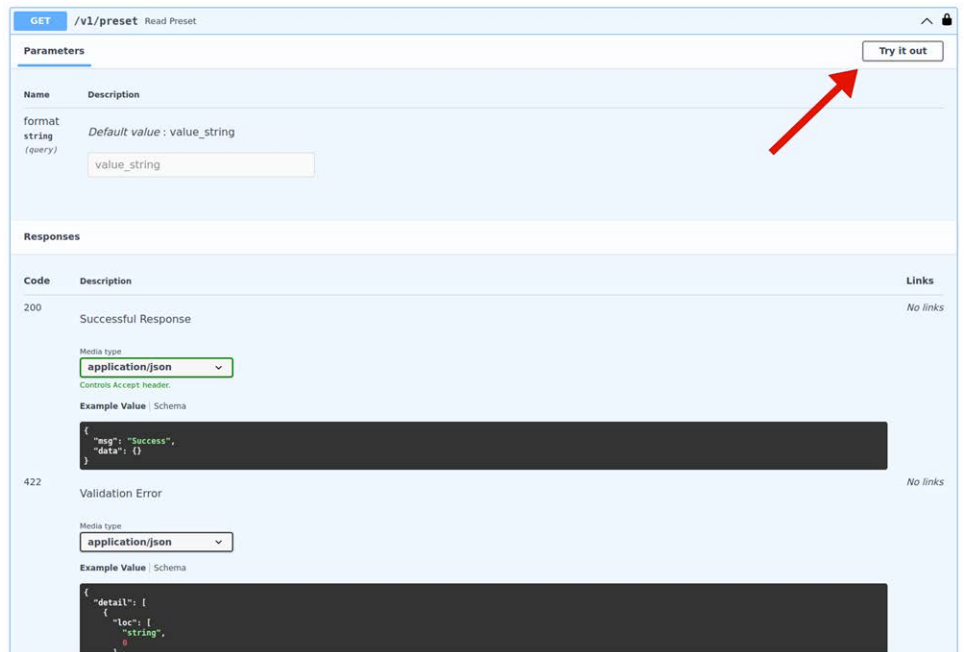 GET /v1/preset Read Preset
Parameters Try it out
Name Description
format
string
(query)
Default value : value_string
value_string
Responses
Code Description Links
200 No links
Successful Response
Media type
application/json
Controls Accept header.
Example Value Schema
{
"msg": "Success",
"data": {}
}
422 No links
Validation Error
Media type
application/json
Example Value Schema
{
"detail": [
{
"loc": [
"string",
0
]